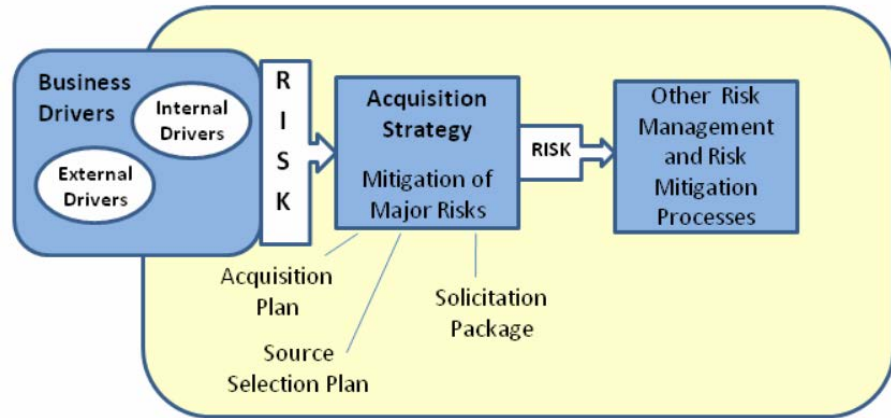 Business
Drivers
Internal
Drivers
External
Drivers
R
I
S
K
Acquisition
Strategy
Mitigation of
Major Risks
RISK
Other Risk
Management
and Risk
Mitigation
Processes
Acquisition
Plan
Source
Selection Plan
Solicitation
Package